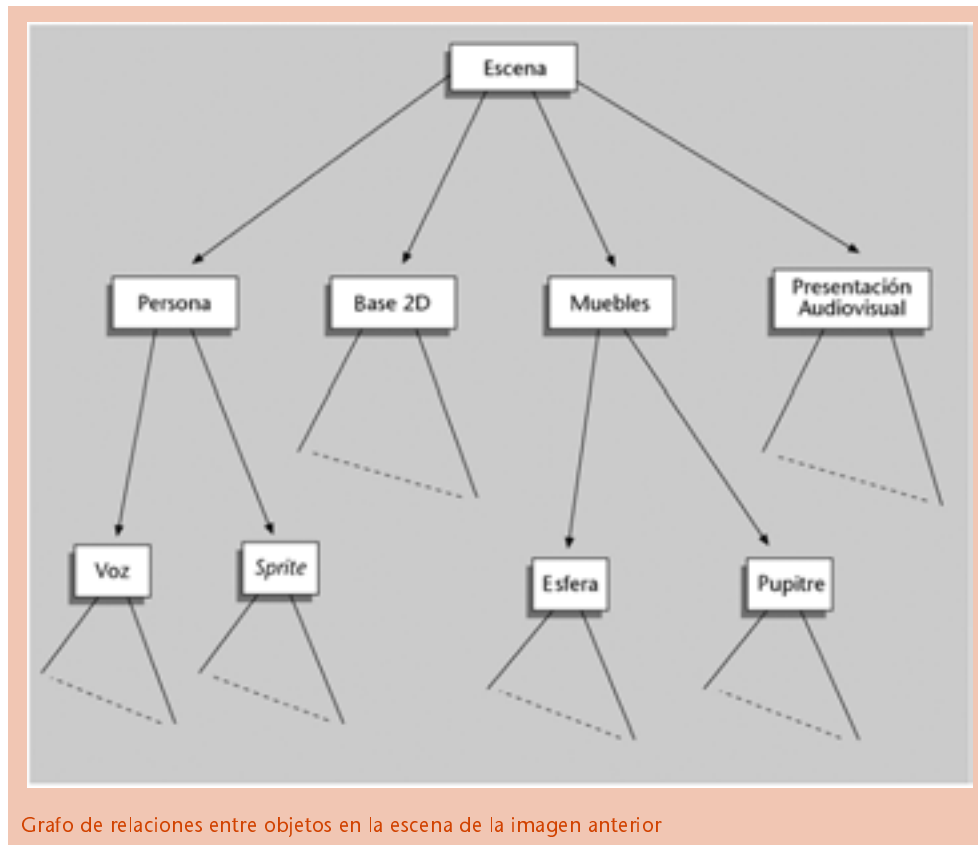 Escena
Persona
Base 2D
Muebles
Presentación
Audiovisual
Voz
Sprite
Esfera
Pupitre
Grafo de relaciones entre objetos en la escena de la imagen anterior